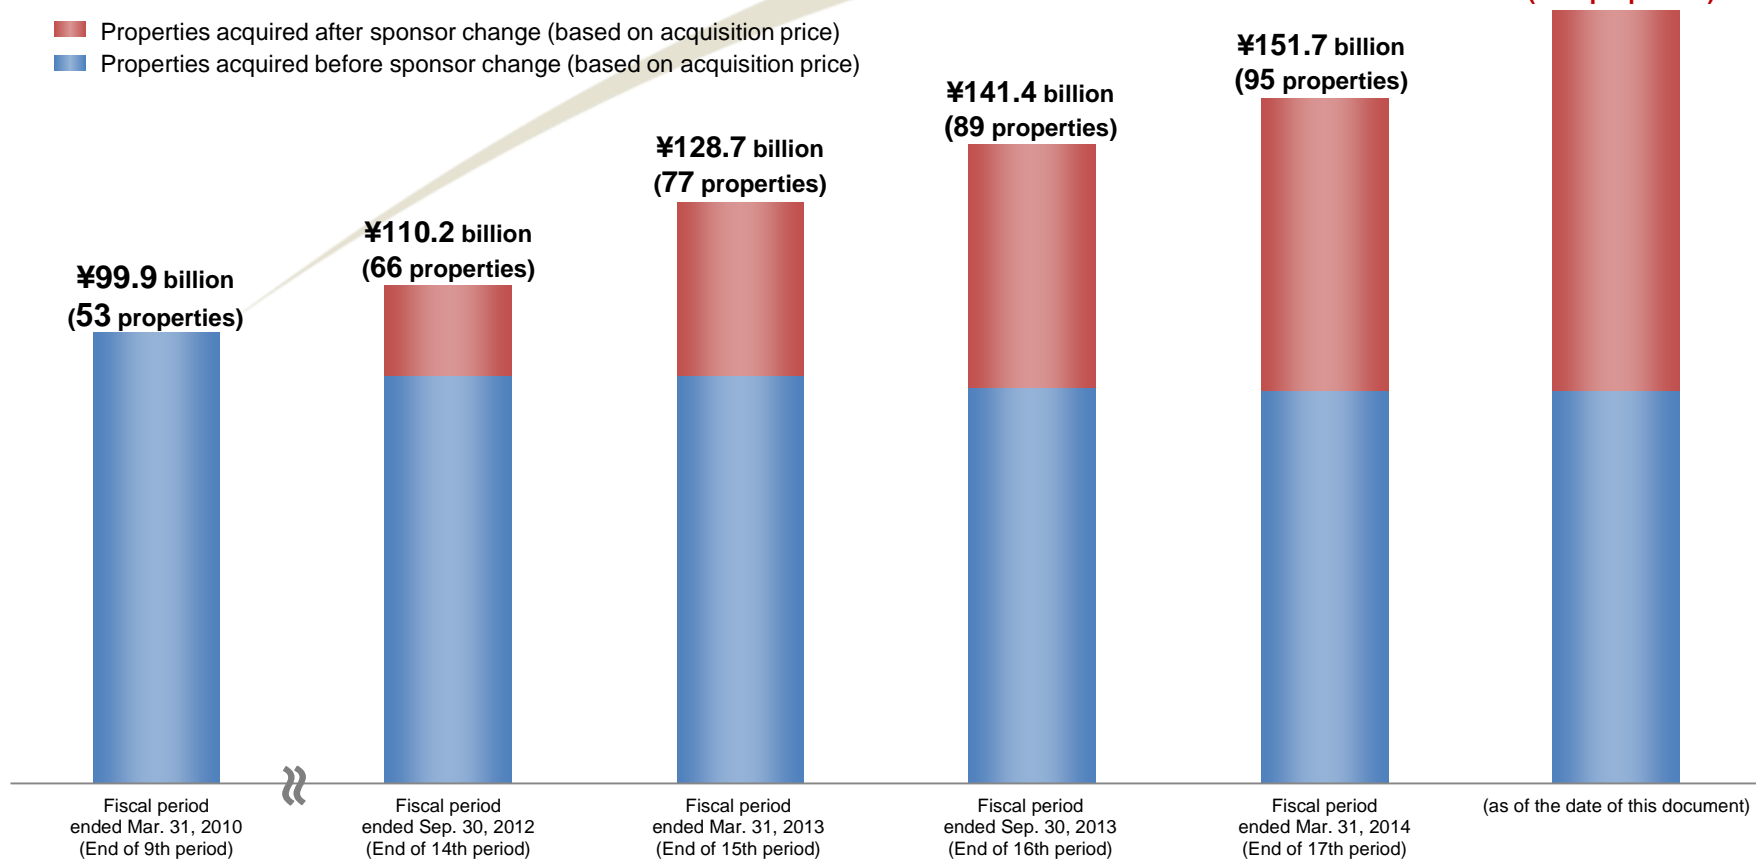 Properties acquired after sponsor change (based on acquisition price)
Properties acquired before sponsor change (based on acquisition price)
¥99.9 billion
(53 properties)
¥110.2 billion
(66 properties)
¥128.7 billion
(77 properties)
¥141.4 billion
(89 properties)
¥151.7 billion
(95 properties)
Fiscal period
ended Mar. 31, 2010
(End of 9th period)
Fiscal period
ended Sep. 30, 2012
(End of 14th period)
Fiscal period
ended Mar. 31, 2013
(End of 15th period)
Fiscal period
ended Sep. 30, 2013
(End of 16th period)
Fiscal period
ended Mar. 31, 2014
(End of 17th period)
(as of the date of this document)